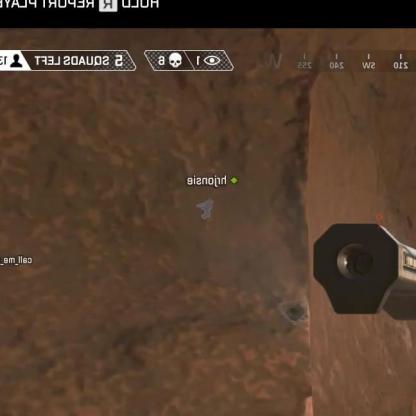 HOLD R REPORT PLAYE
5 SQUADS LEFT
1 8
W 255 240 SW 210
hrjonsie
call_me_